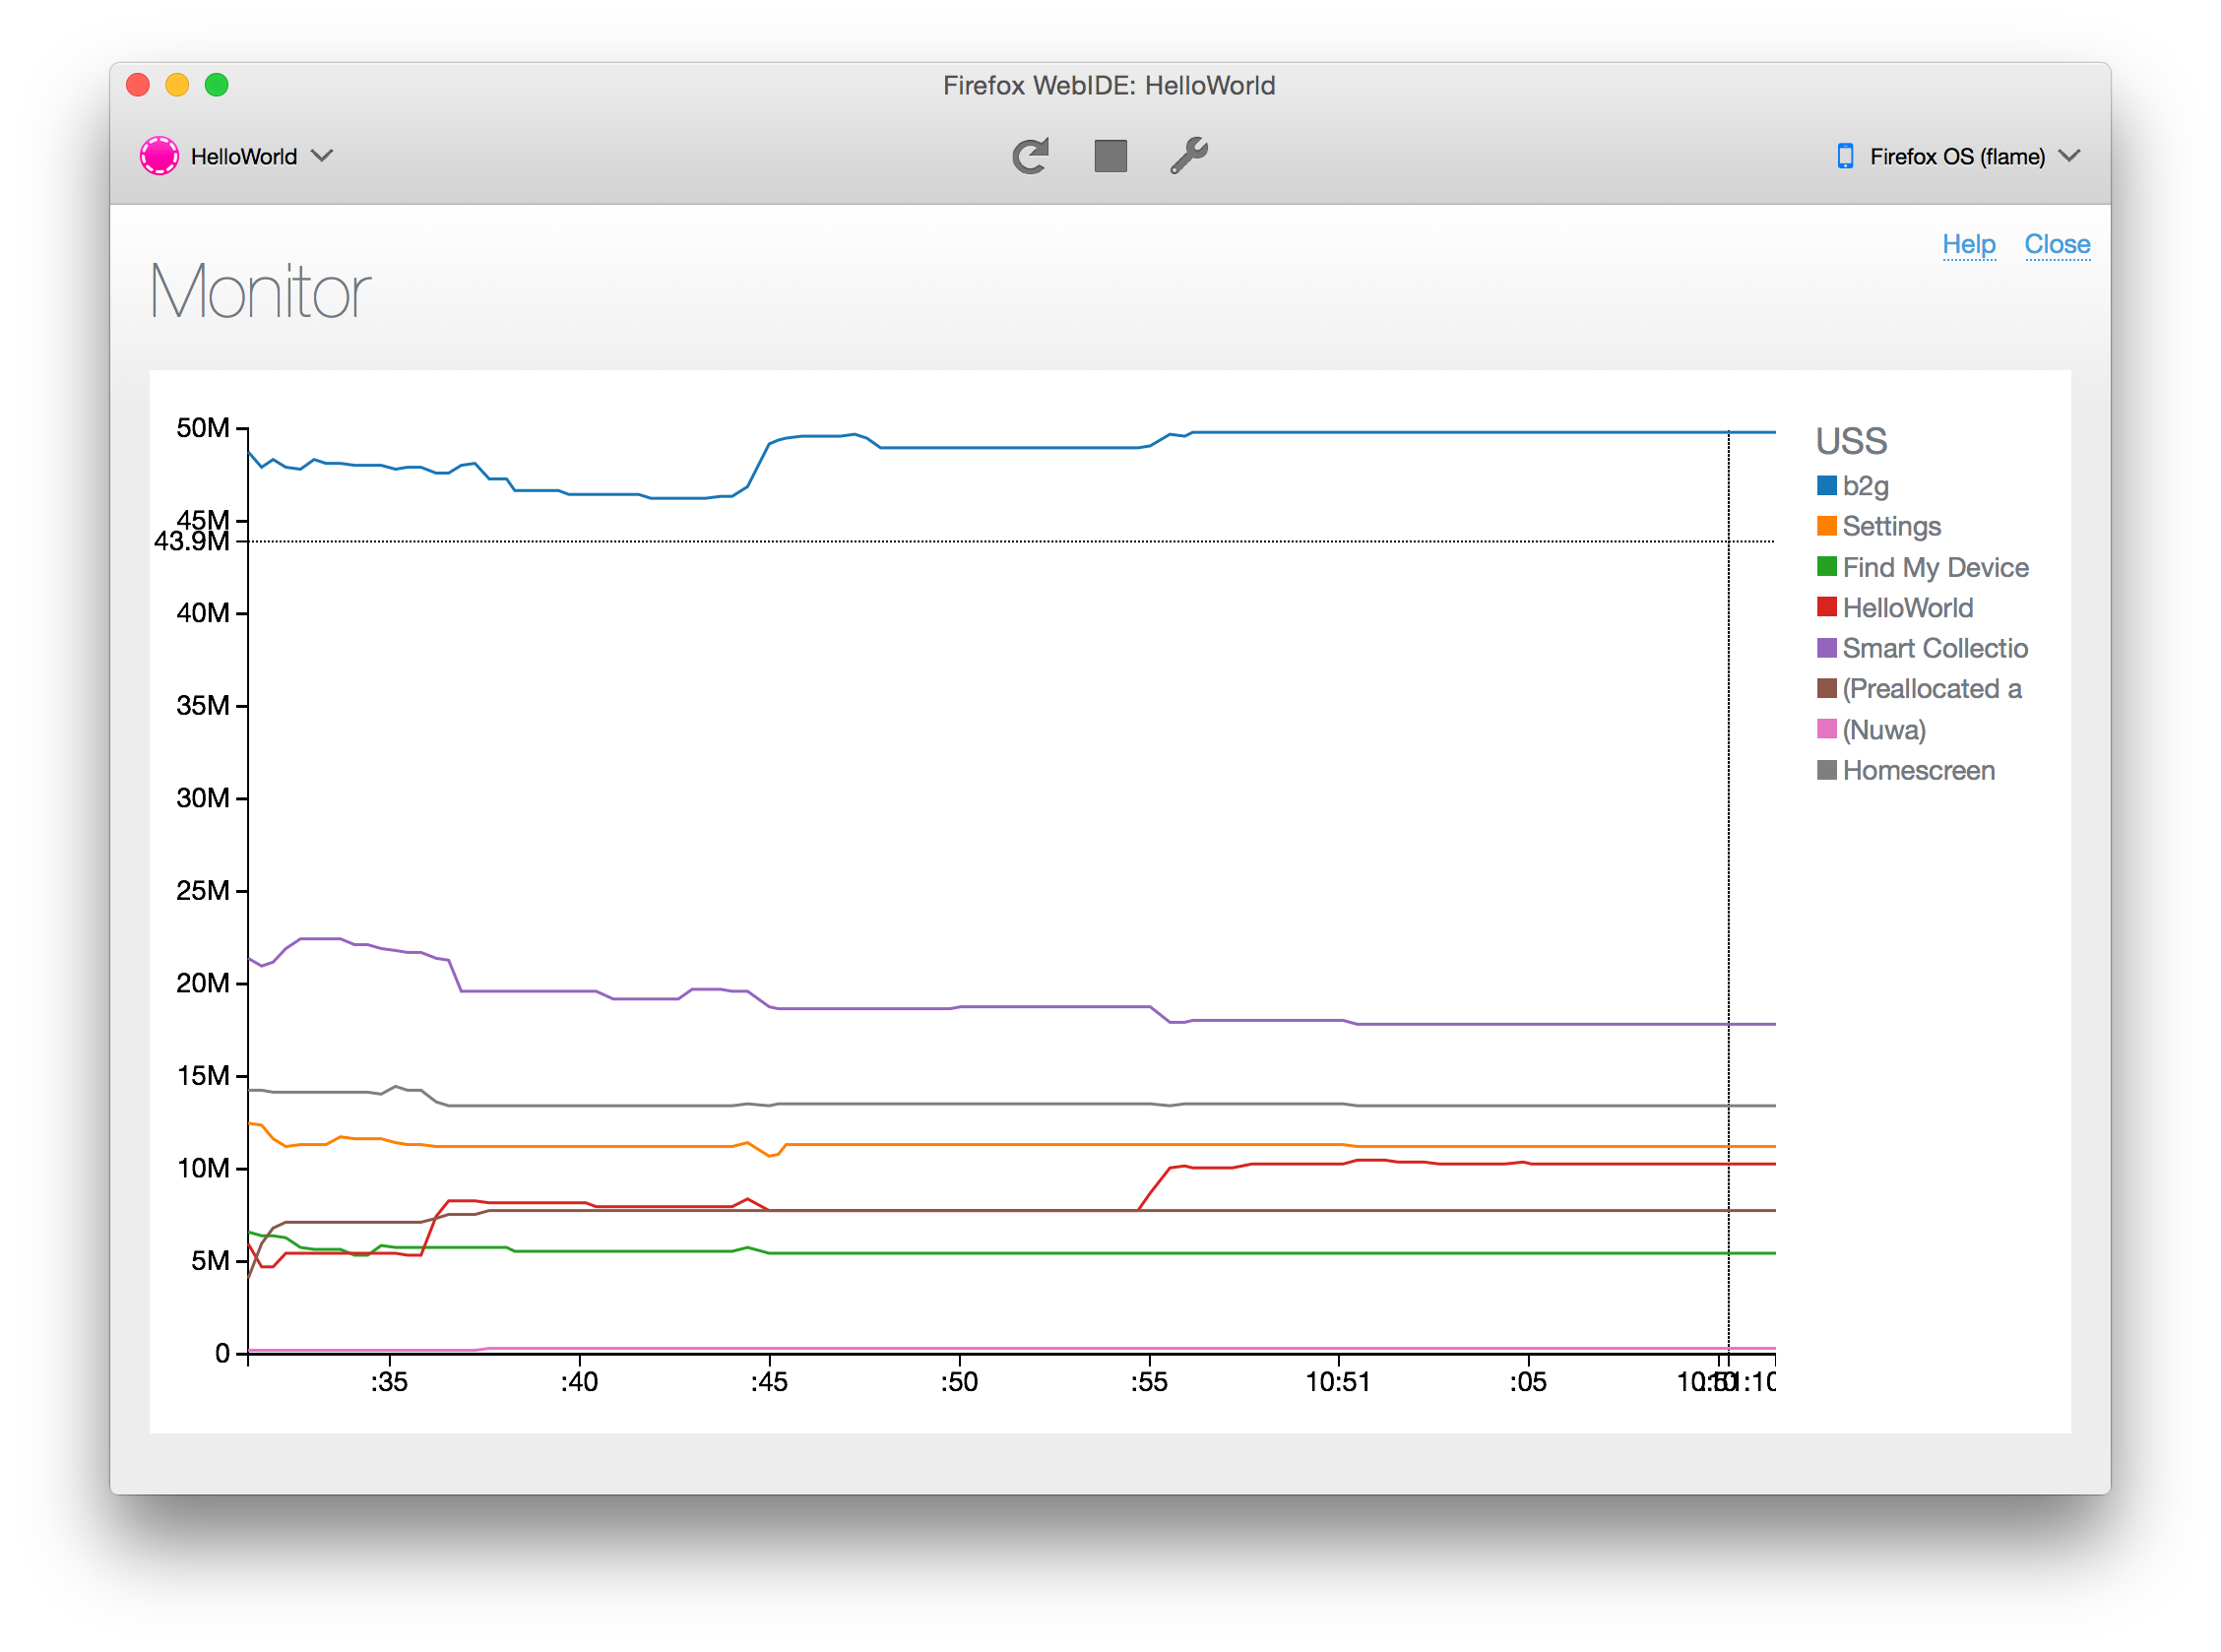 Firefox WebIDE: HelloWorld
HelloWorld
Firefox OS (flame)
Help Close
Monitor
50M
45M
43.9M
40M
35M
30M
25M
20M
15M
10M
5M
0
:35 :40 :45 :50 :55 10:51 :05
USS
b2g
Settings
Find My Device
HelloWorld
Smart Collectio
(Preallocated a
(Nuwa)
Homescreen